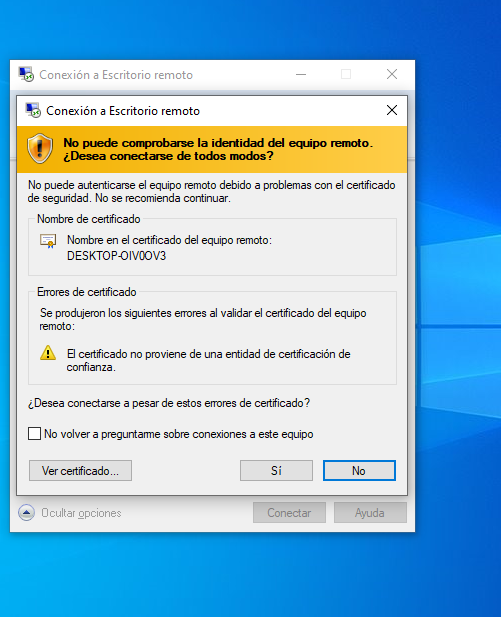 Conexión a Escritorio remoto
Conexión a Escritorio remoto
No puede comprobarse la identidad del equipo remoto.
¿Desea conectarse de todos modos?
No puede autenticarse el equipo remoto debido a problemas con el certificado
de seguridad. No se recomienda continuar.
Nombre de certificado
Nombre en el certificado del equipo remoto:
DESKTOP-OIV0OV3
Errores de certificado
Se produjeron los siguientes errores al validar el certificado del equipo
remoto:
El certificado no proviene de una entidad de certificación de
confianza.
¿Desea conectarse a pesar de estos errores de certificado?
No volver a preguntarme sobre conexiones a este equipo
Ver certificado... Sí No
Ocultar opciones Conectar Ayuda